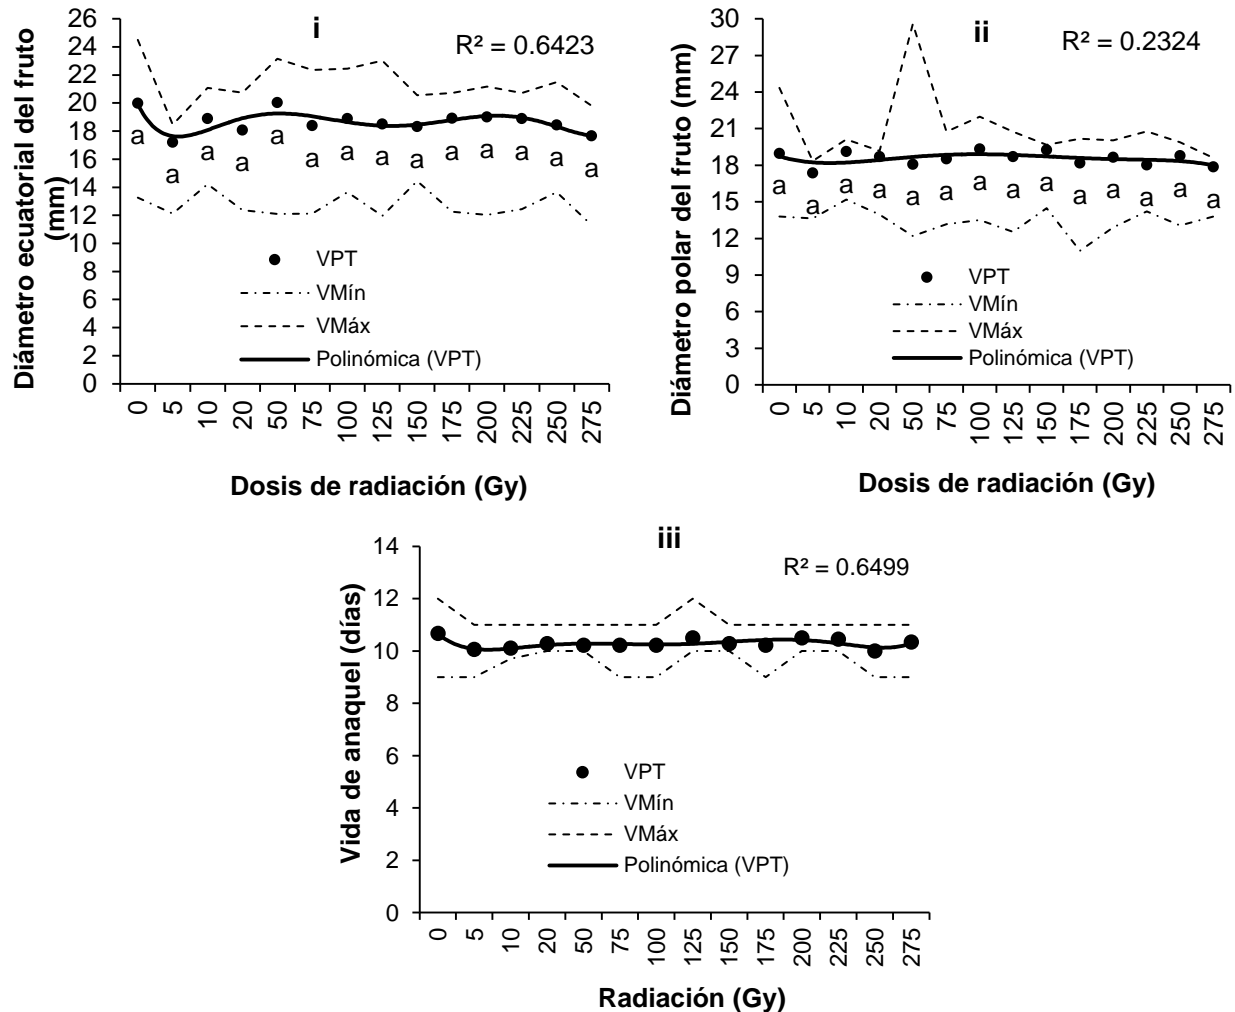 i
R² = 0.6423
Diámetro ecuatorial del fruto
(mm)
26
24
22
20
18
16
14
12
10
8
6
4
2
0
a a a a a a a a a a a a a a
VPT
VMín
VMáx
Polinómica (VPT)
0 5 10 20 50 75 100 125 150 175 200 225 250 275
Dosis de radiación (Gy)
ii
R² = 0.2324
Diámetro polar del fruto (mm)
30
27
24
21
18
15
12
9
6
3
0
a a a a a a a a a a a a a a
VPT
VMín
VMáx
Polinómica (VPT)
0 5 10 20 50 75 100 125 150 175 200 225 250 275
Dosis de radiación (Gy)
iii
R² = 0.6499
Vida de anaquel (días)
14
12
10
8
6
4
2
0
VPT
VMín
VMáx
Polinómica (VPT)
0 5 10 20 50 75 100 125 150 175 200 225 250 275
Radiación (Gy)